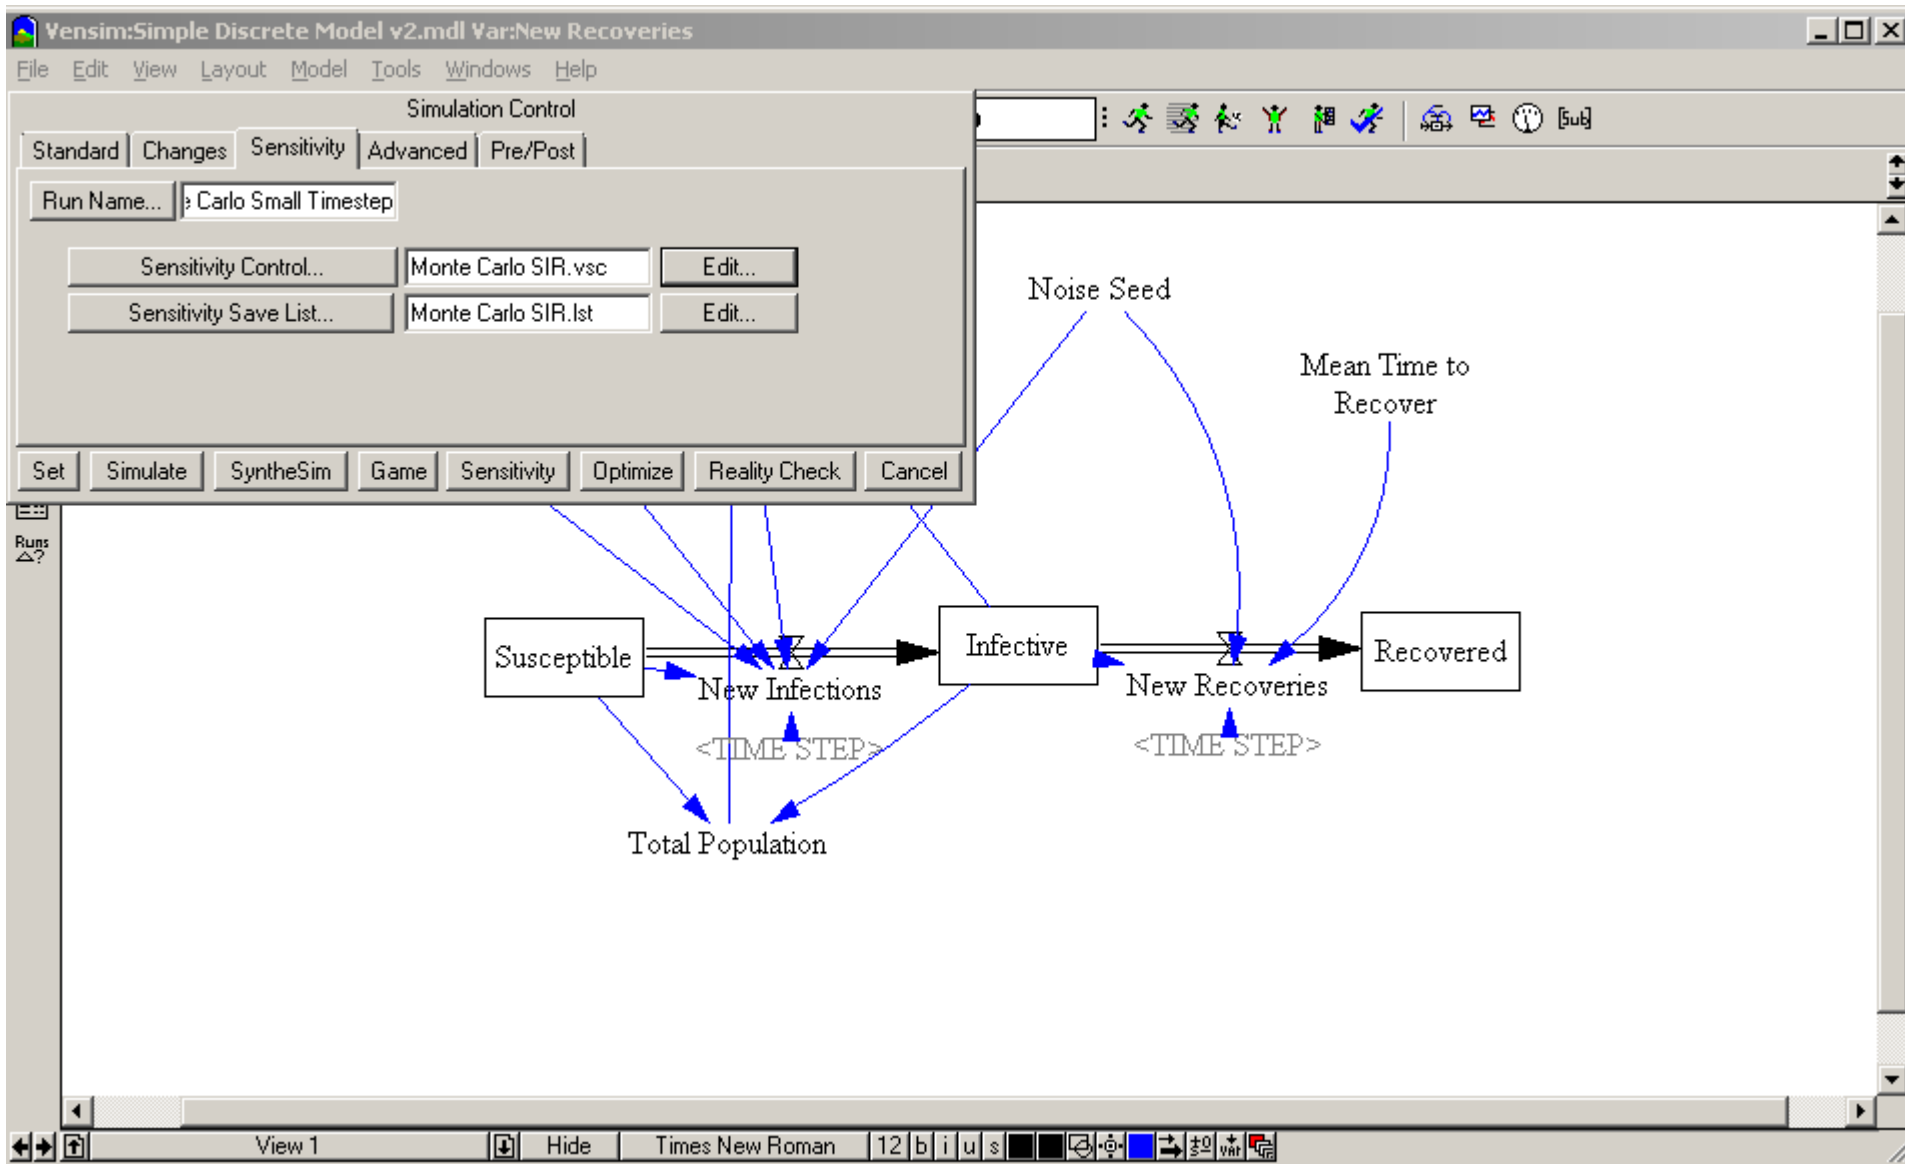 Vensim:Simple Discrete Model v2.mdl Var:New Recoveries
File Edit View Layout Model Tools Windows Help
Simulation Control
Standard Changes Sensitivity Advanced Pre/Post
Run Name... Carlo Small Timestep
Sensitivity Control... Monte Carlo SIR.vsc Edit...
Sensitivity Save List... Monte Carlo SIR.lst Edit...
Set Simulate SyntheSim Game Sensitivity Optimize Reality Check Cancel
Sub
Runs
?
Noise Seed
Mean Time to
Recover
Susceptible
New Infections
<TIME STEP>
Infective
New Recoveries
<TIME STEP>
Recovered
Total Population
View 1 Hide Times New Roman 12 b i u s
var